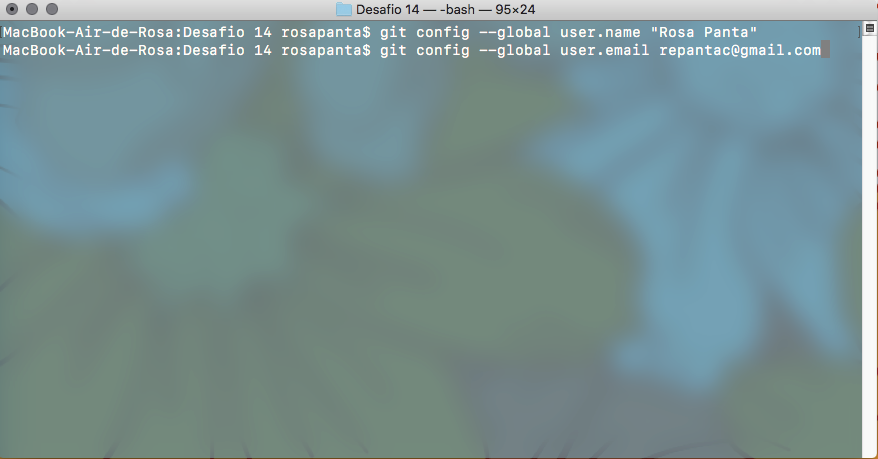 Desafio 14 — -bash — 95×24
MacBook-Air-de-Rosa:Desafio 14 rosapanta$ git config --global user.name "Rosa Panta"
MacBook-Air-de-Rosa:Desafio 14 rosapanta$ git config --global user.email repantac@gmail.com